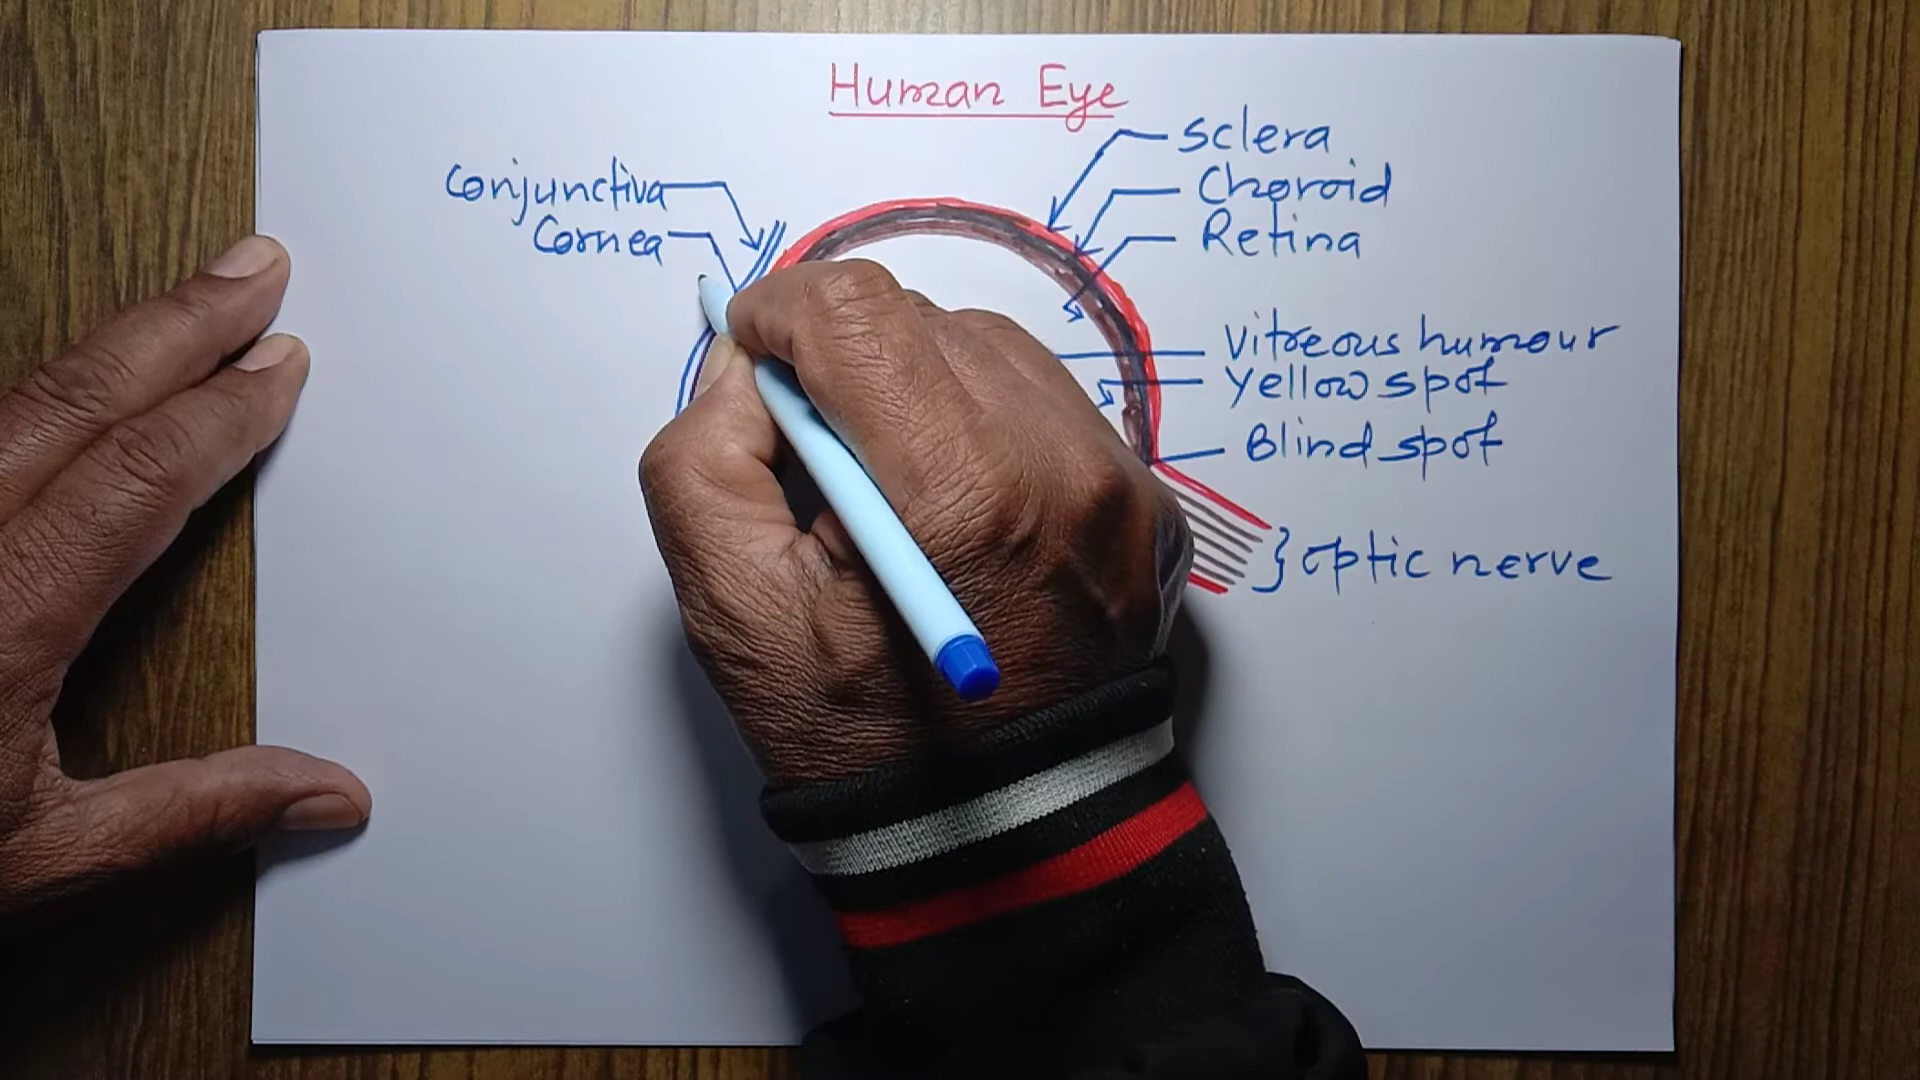 Human Eye
Conjunctiva
Cornea
Sclera
Choroid
Retina
Vitreous humour
Yellow spot
Blind spot
} optic nerve